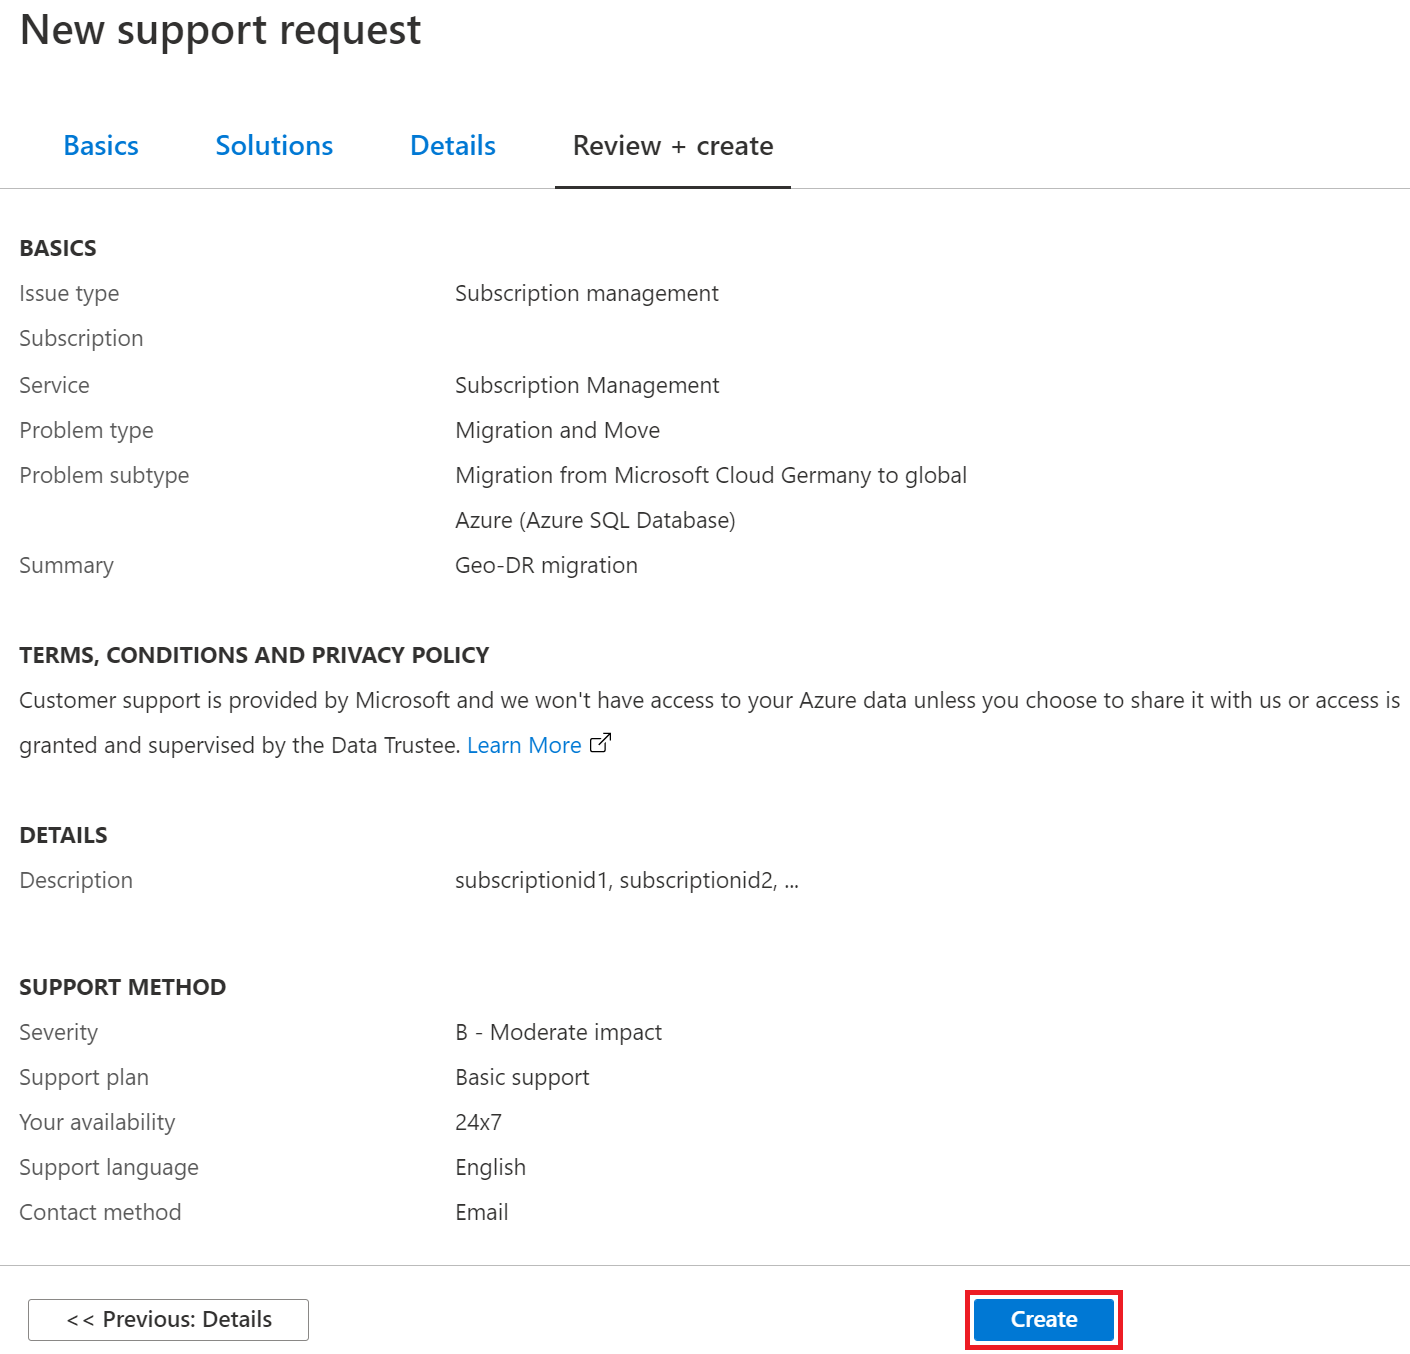 New support request
Basics Solutions Details Review + create
BASICS
Issue type Subscription management
Subscription
Service Subscription Management
Problem type Migration and Move
Problem subtype Migration from Microsoft Cloud Germany to global
Azure (Azure SQL Database)
Summary Geo-DR migration
TERMS, CONDITIONS AND PRIVACY POLICY
Customer support is provided by Microsoft and we won't have access to your Azure data unless you choose to share it with us or access is
granted and supervised by the Data Trustee. Learn More
DETAILS
Description subscriptionid1, subscriptionid2, ...
SUPPORT METHOD
Severity B - Moderate impact
Support plan Basic support
Your availability 24x7
Support language English
Contact method Email
<< Previous: Details Create